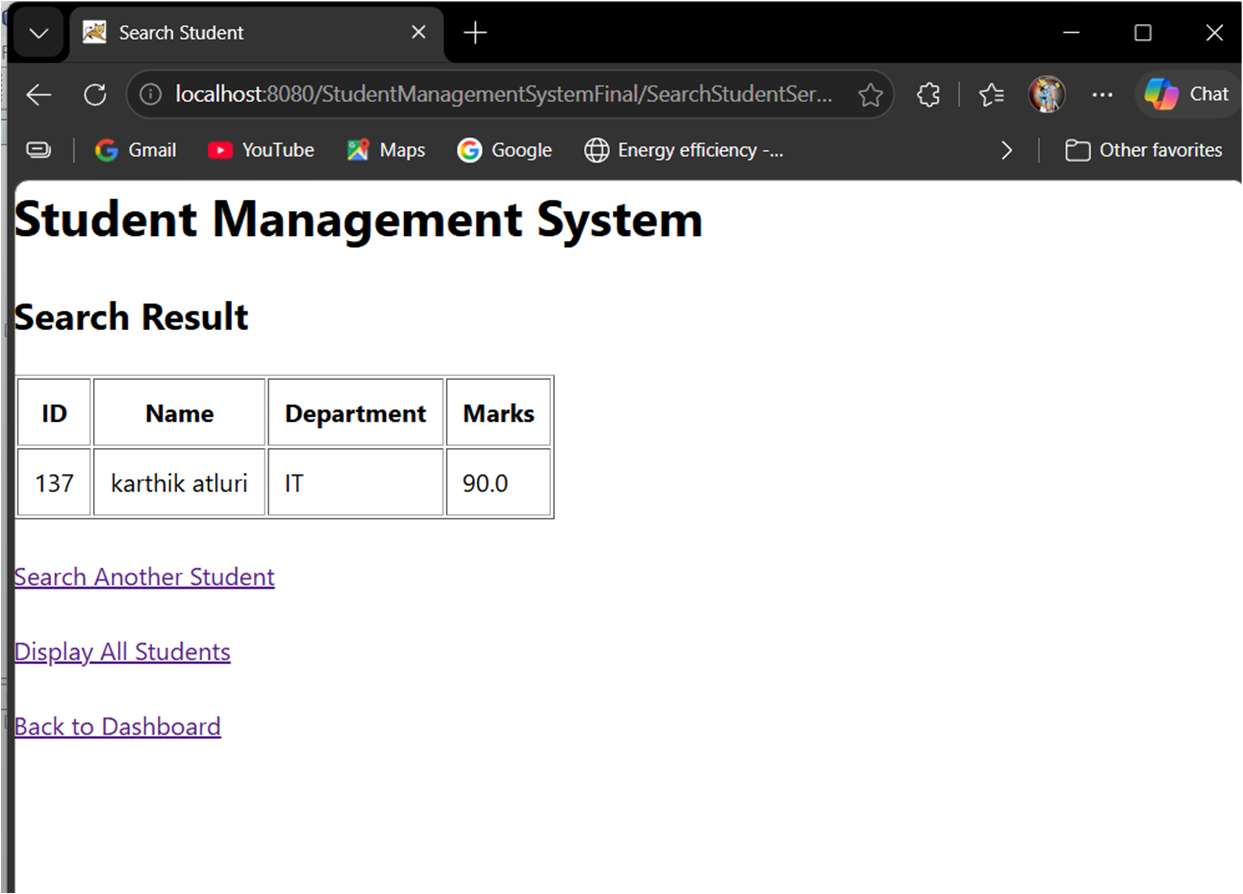 Search Student
localhost:8080/StudentManagementSystemFinal/SearchStudentSer...
Chat
Gmail YouTube Maps Google Energy efficiency -... Other favorites
Student Management System
Search Result
ID Name Department Marks
137 karthik atluri IT 90.0
Search Another Student
Display All Students
Back to Dashboard